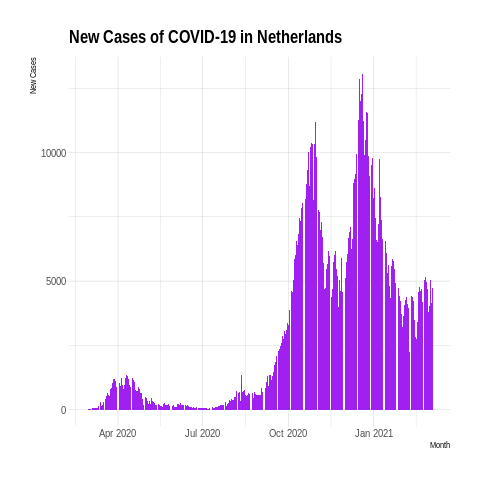 New Cases of COVID-19 in Netherlands
New Cases
10000
5000
0
Apr 2020 Jul 2020 Oct 2020 Jan 2021
Month